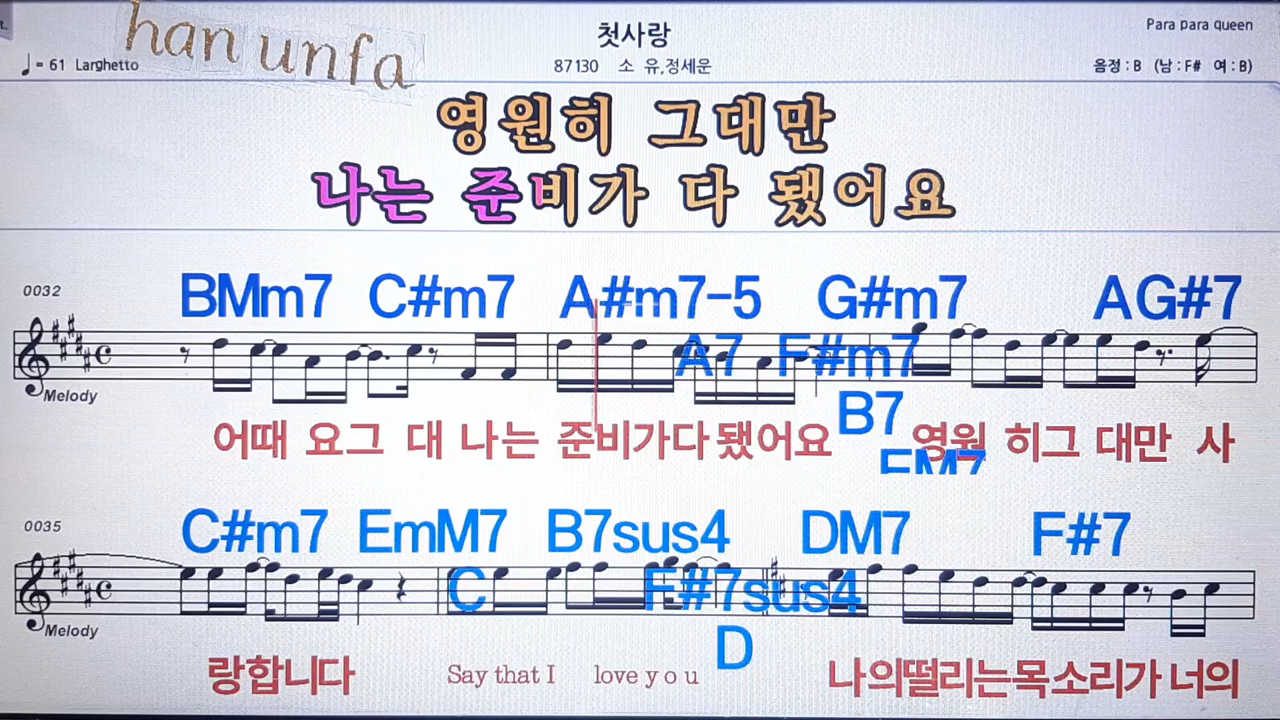 t.
han unfa
첫사랑
Para para queen
♩= 61 Larghetto
87130 소 유,정세운
음정 : B (남 : F# 여 : B)
영원히 그대만
나는 준비가 다 됐어요
0032
BMm7 C#m7 A#m7-5 G#m7 AG#7
A7 F#m7
Melody
B7
어때 요그 대 나는 준비가다됐어요 영원 히그 대만 사
EM7
0035
C#m7 EmM7 B7sus4 DM7 F#7
C F#7sus4
Melody
D
랑합니다 Say that I love y o u 나의떨리는목소리가 너의